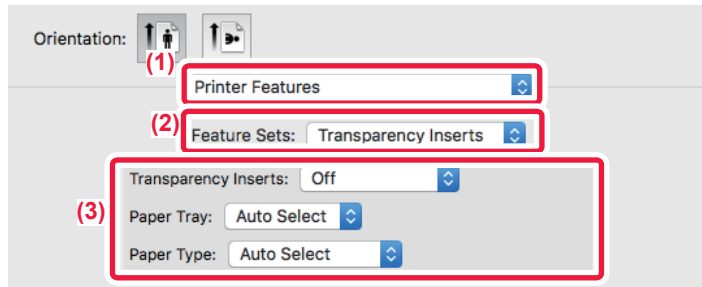 Orientation:
(1)
Printer Features
(2)
Feature Sets: Transparency Inserts
Transparency Inserts: Off
(3)
Paper Tray: Auto Select
Paper Type: Auto Select